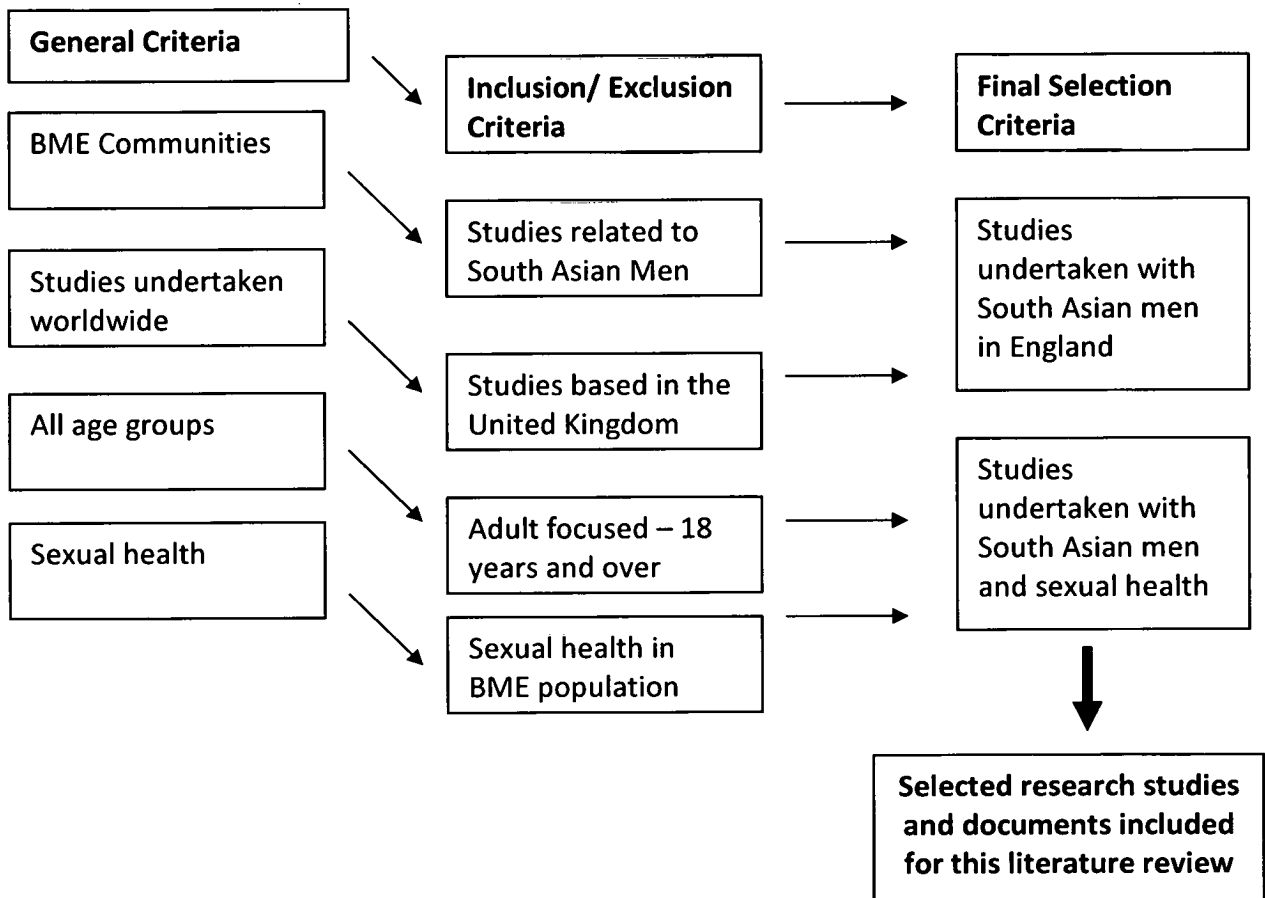 General Criteria
BME Communities
Studies undertaken
worldwide
All age groups
Sexual health
Inclusion/ Exclusion
Criteria
Studies related to
South Asian Men
Studies based in the
United Kingdom
Adult focused – 18
years and over
Sexual health in
BME population
Final Selection
Criteria
Studies
undertaken with
South Asian men
in England
Studies
undertaken with
South Asian men
and sexual health
Selected research studies
and documents included
for this literature review